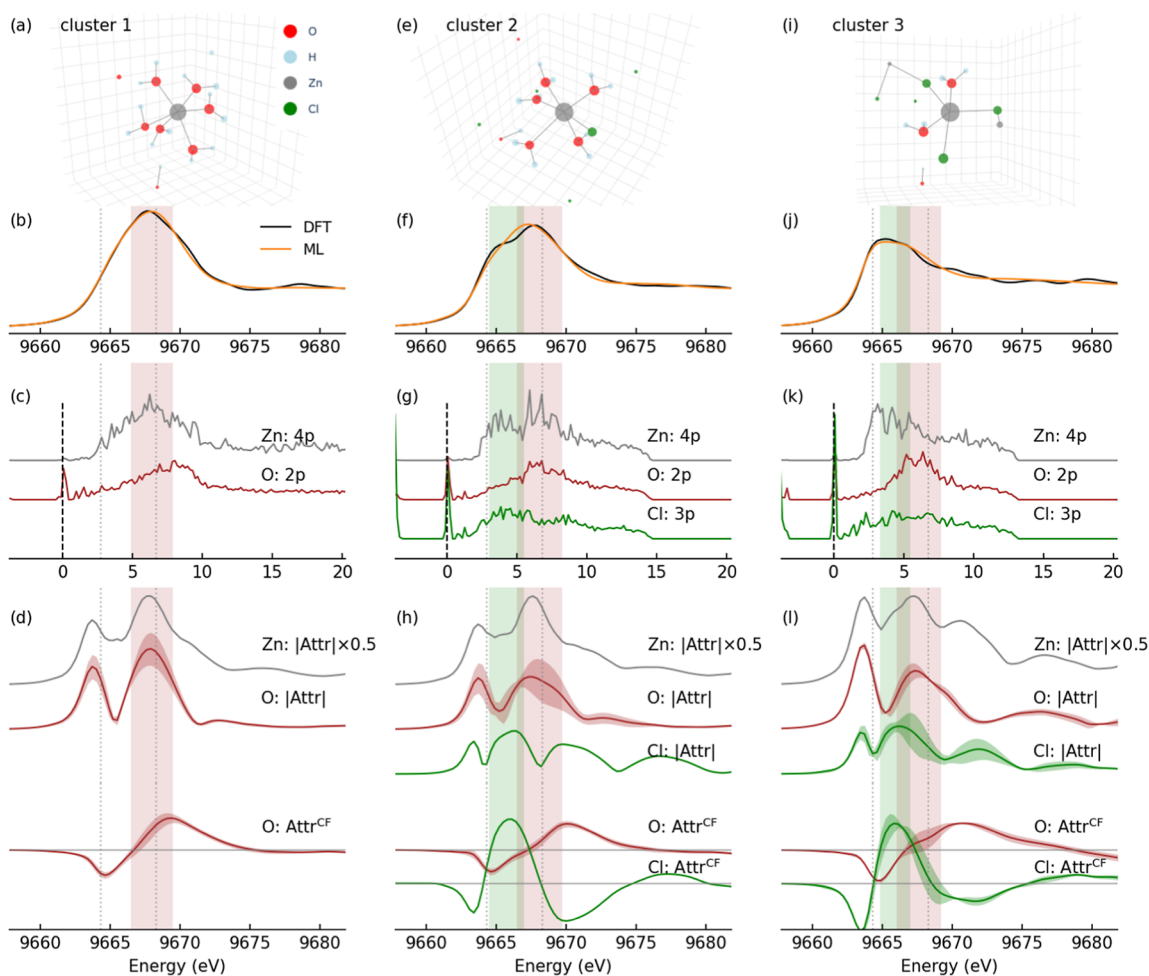 (a) cluster 1
O
H
Zn
Cl
(e) cluster 2
(i) cluster 3
(b)
DFT
ML
9660 9665 9670 9675 9680
(f)
9660 9665 9670 9675 9680
(j)
9660 9665 9670 9675 9680
(c)
Zn: 4p
O: 2p
0 5 10 15 20
(g)
Zn: 4p
O: 2p
Cl: 3p
0 5 10 15 20
(k)
Zn: 4p
O: 2p
Cl: 3p
0 5 10 15 20
(d)
Zn: |Attr|×0.5
O: |Attr|
O: Attr^CF
9660 9665 9670 9675 9680
Energy (eV)
(h)
Zn: |Attr|×0.5
O: |Attr|
Cl: |Attr|
O: Attr^CF
Cl: Attr^CF
9660 9665 9670 9675 9680
Energy (eV)
(l)
Zn: |Attr|×0.5
O: |Attr|
Cl: |Attr|
O: Attr^CF
Cl: Attr^CF
9660 9665 9670 9675 9680
Energy (eV)